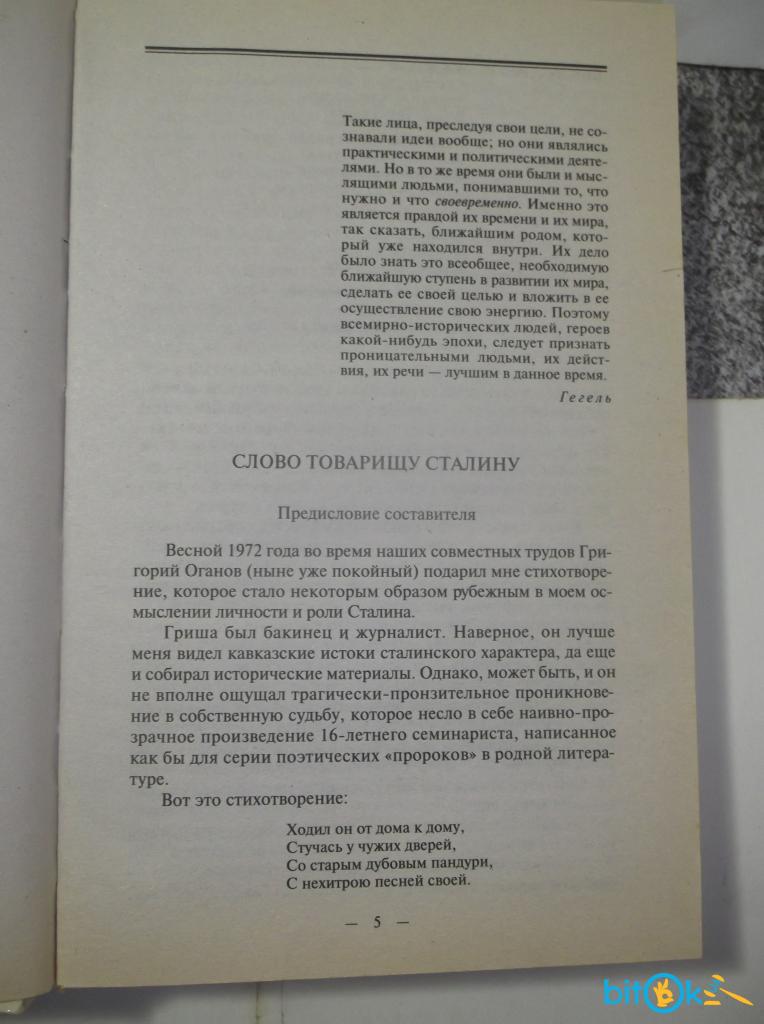 Такие лица, преследуя свои цели, не со-
знавали идеи вообще; но они являлись
практическими и политическими деяте-
лями. Но в то же время они были и мыс-
лящими людьми, понимавшими то, что
нужно и что своевременно. Именно это
является правдой их времени и их мира,
так сказать, ближайшим родом, кото-
рый уже находился внутри. Их дело
было знать это всеобщее, необходимую
ближайшую ступень в развитии их мира,
сделать ее своей целью и вложить в ее
осуществление свою энергию. Поэтому
всемирно-исторических людей, героев
какой-нибудь эпохи, следует признать
проницательными людьми, их дейст-
вия, их речи — лучшим в данное время.
Гегель
СЛОВО ТОВАРИЩУ СТАЛИНУ
Предисловие составителя
Весной 1972 года во время наших совместных трудов Гри-
горий Оганов (ныне уже покойный) подарил мне стихотворе-
ние, которое стало некоторым образом рубежным в моем ос-
мыслении личности и роли Сталина.
Гриша был бакинец и журналист. Наверное, он лучше
меня видел кавказские истоки сталинского характера, да еще
и собирал исторические материалы. Однако, может быть, и он
не вполне ощущал трагически-пронзительное проникнове-
ние в собственную судьбу, которое несло в себе наивно-про-
зрачное произведение 16-летнего семинариста, написанное
как бы для серии поэтических «пророков» в родной литера-
туре.
Вот это стихотворение:
Ходил он от дома к дому,
Стучась у чужих дверей,
Со старым дубовым пандури,
С нехитрою песней своей.
— 5 —
bitok